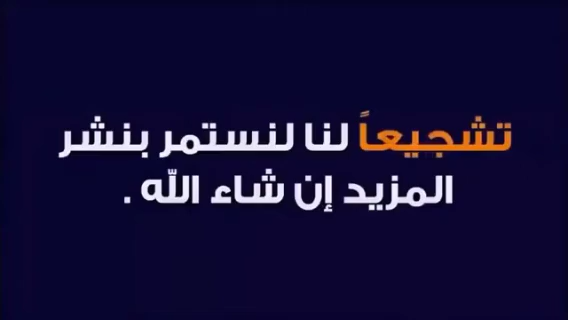 تشجيعاً لنا لنستمر بنشر
المزيد إن شاء الله .